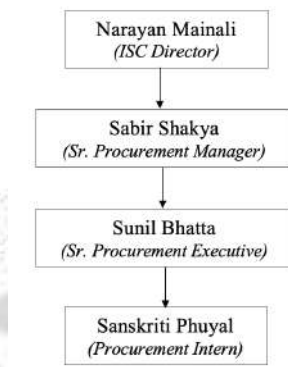 Narayan Mainali
(ISC Director)
Sabir Shakya
(Sr. Procurement Manager)
Sunil Bhatta
(Sr. Procurement Executive)
Sanskriti Phuyal
(Procurement Intern)